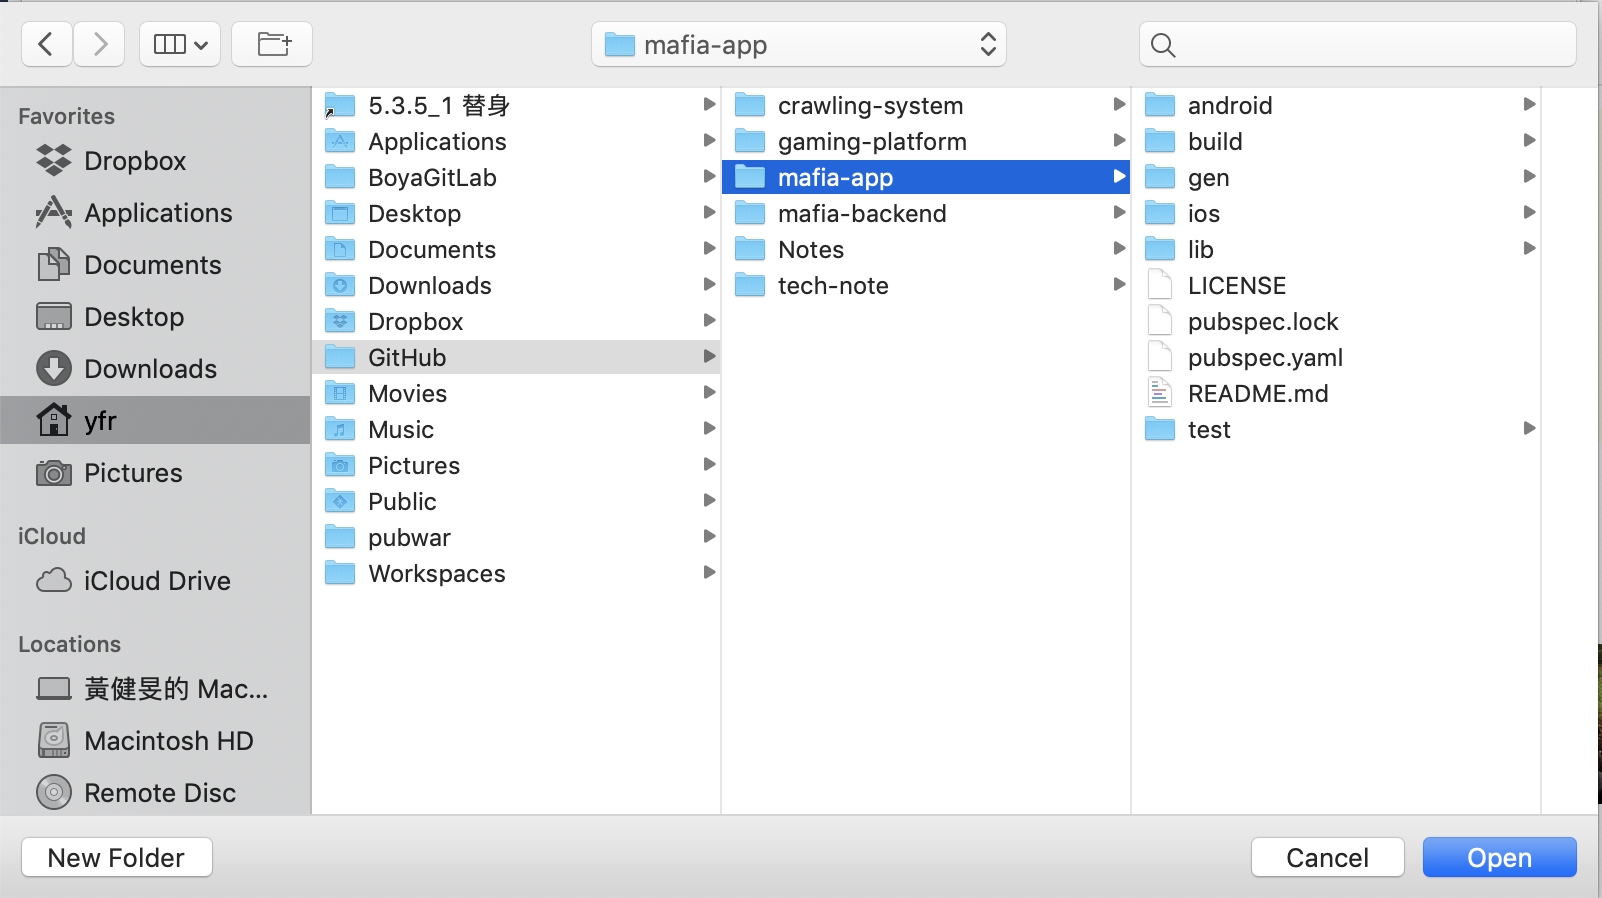 mafia-app
Favorites
Dropbox
Applications
Documents
Desktop
Downloads
yfr
Pictures
iCloud
iCloud Drive
Locations
黃健旻的 Mac...
Macintosh HD
Remote Disc
5.3.5_1 替身
Applications
BoyaGitLab
Desktop
Documents
Downloads
Dropbox
GitHub
Movies
Music
Pictures
Public
pubwar
Workspaces
crawling-system
gaming-platform
mafia-app
mafia-backend
Notes
tech-note
android
build
gen
ios
lib
LICENSE
pubspec.lock
pubspec.yaml
README.md
test
New Folder
Cancel
Open